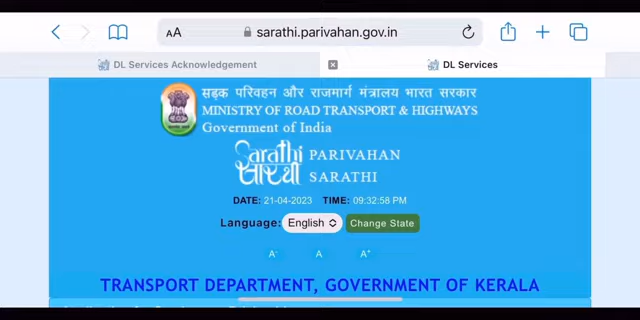 AA sarathi.parivahan.gov.in
DL Services Acknowledgement
DL Services
सड़क परिवहन और राजमार्ग मंत्रालय भारत सरकार
MINISTRY OF ROAD TRANSPORT & HIGHWAYS
Government of India
Sarathi PARIVAHAN
सारथी SARATHI
DATE: 21-04-2023 TIME: 09:32:58 PM
Language: English Change State
A- A A+
TRANSPORT DEPARTMENT, GOVERNMENT OF KERALA